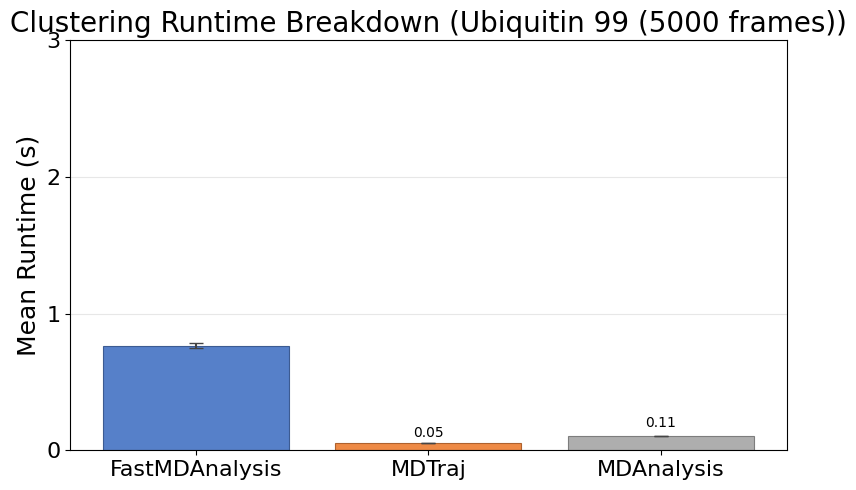 Clustering Runtime Breakdown (Ubiquitin 99 (5000 frames))
Mean Runtime (s)
3
2
1
0
0.05
0.11
FastMDAnalysis
MDTraj
MDAnalysis